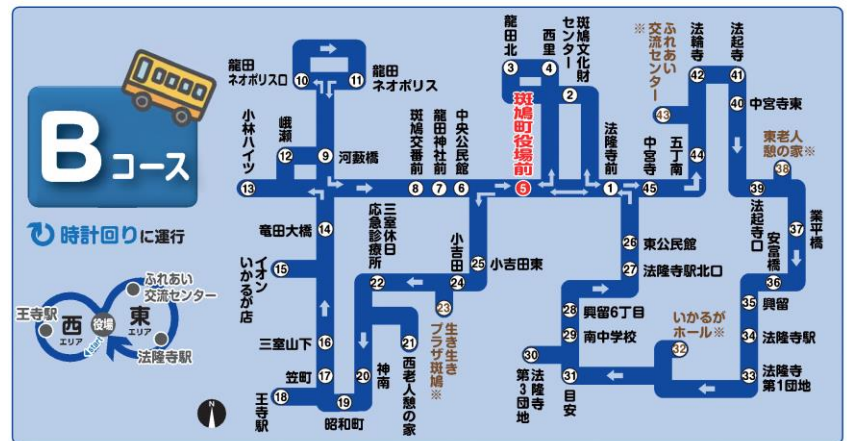 Bコース
時計回りに運行
西エリア
東エリア
役場
start
王寺駅
ふれあい
交流センター
法隆寺駅
龍田
ネオポリス口
⑩
⑪
龍田
ネオポリス
小林ハイツ
⑬
峨瀬
⑫
⑨
河藪橋
斑鳩交番前
⑧
龍田神社前
⑦
中央公民館
⑥
斑鳩町役場前
⑤
龍田北
③
西里
④
斑鳩文化財
センター
②
法隆寺前
①
中宮寺
㊺
五丁南
㊹
ふれあい
交流センター
※
㊸
法輪寺
㊷
法起寺
㊶
㊵
中宮寺東
東老人
憩の家※
㊳
㊴
法起寺口
業平橋
㊲
安富橋
㊱
㉟
興留
㉞
法隆寺駅
㉝
法隆寺
第1団地
いかるが
ホール※
㉜
㉖
東公民館
㉗
法隆寺駅北口
㉘
興留6丁目
㉙
南中学校
㉚
法隆寺
第3団地
㉛
目安
竜田大橋
⑭
イオン
いかるが店
⑮
三室山下
⑯
笠町
⑰
王寺駅
⑱
⑲
昭和町
⑳
神南
㉑
西老人憩の家
三室休日
応急診療所
㉒
小吉田
㉔
㉓
生き生き
プラザ斑鳩※
㉕
小吉田東
N